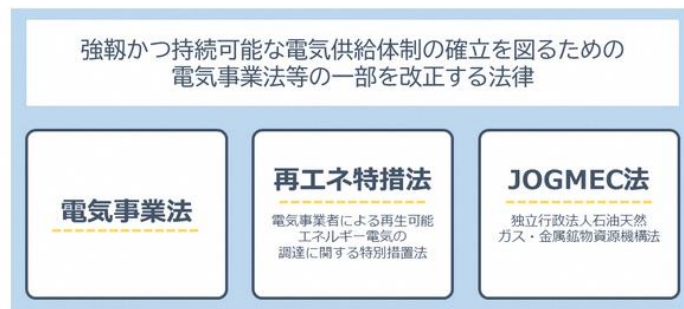 強靱かつ持続可能な電気供給体制の確立を図るための
電気事業法等の一部を改正する法律
電気事業法
再エネ特措法
電気事業者による再生可能
エネルギー電気の
調達に関する特別措置法
JOGMEC法
独立行政法人石油天然
ガス・金属鉱物資源機構法